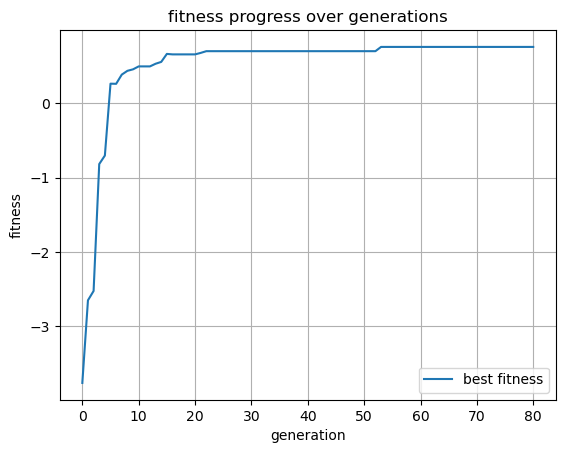 fitness progress over generations
fitness
0
−1
−2
−3
best fitness
0 10 20 30 40 50 60 70 80
generation